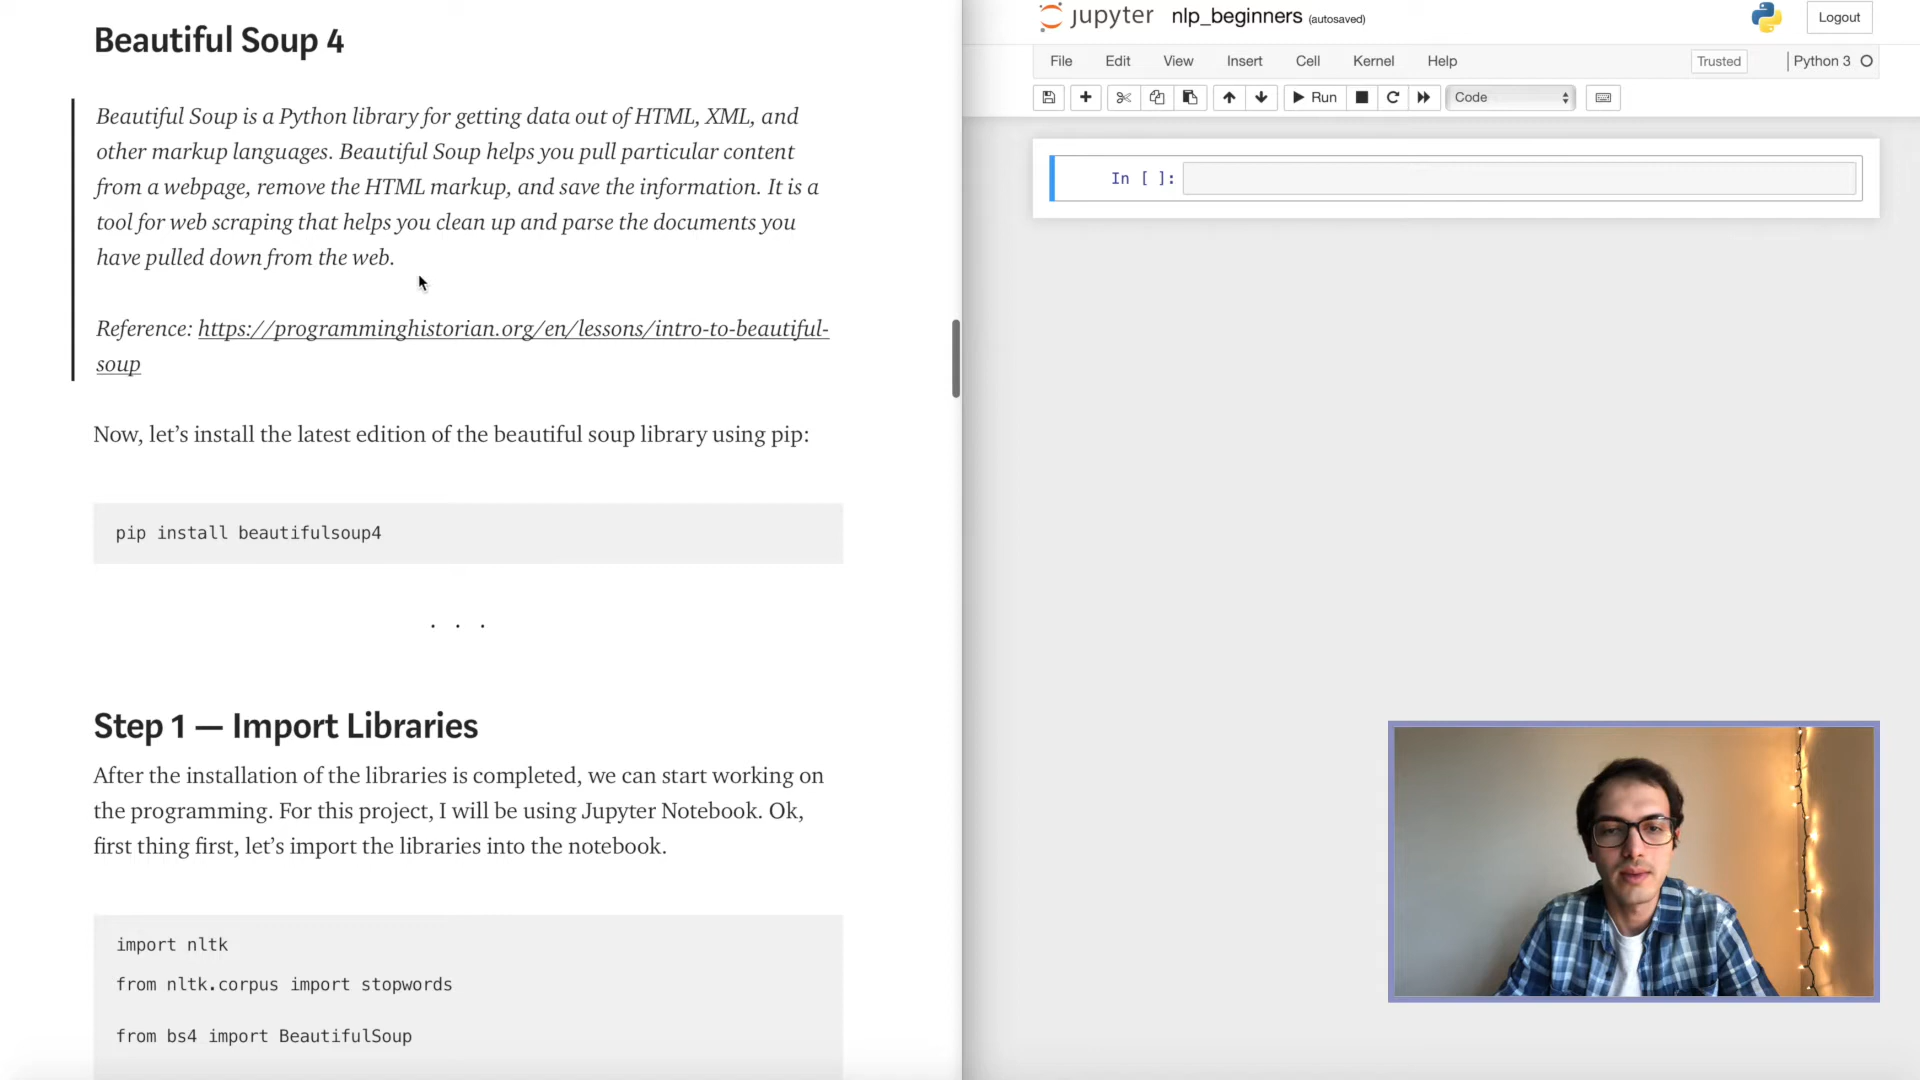 Beautiful Soup 4
Beautiful Soup is a Python library for getting data out of HTML, XML, and
other markup languages. Beautiful Soup helps you pull particular content
from a webpage, remove the HTML markup, and save the information. It is a
tool for web scraping that helps you clean up and parse the documents you
have pulled down from the web.
Reference: https://programminghistorian.org/en/lessons/intro-to-beautiful-
soup
Now, let’s install the latest edition of the beautiful soup library using pip:
pip install beautifulsoup4
. . .
Step 1 — Import Libraries
After the installation of the libraries is completed, we can start working on
the programming. For this project, I will be using Jupyter Notebook. Ok,
first thing first, let’s import the libraries into the notebook.
import nltk
from nltk.corpus import stopwords
from bs4 import BeautifulSoup
jupyter nlp_beginners (autosaved)
Logout
File Edit View Insert Cell Kernel Help
Trusted
Python 3
Run
Code
In [ ]: